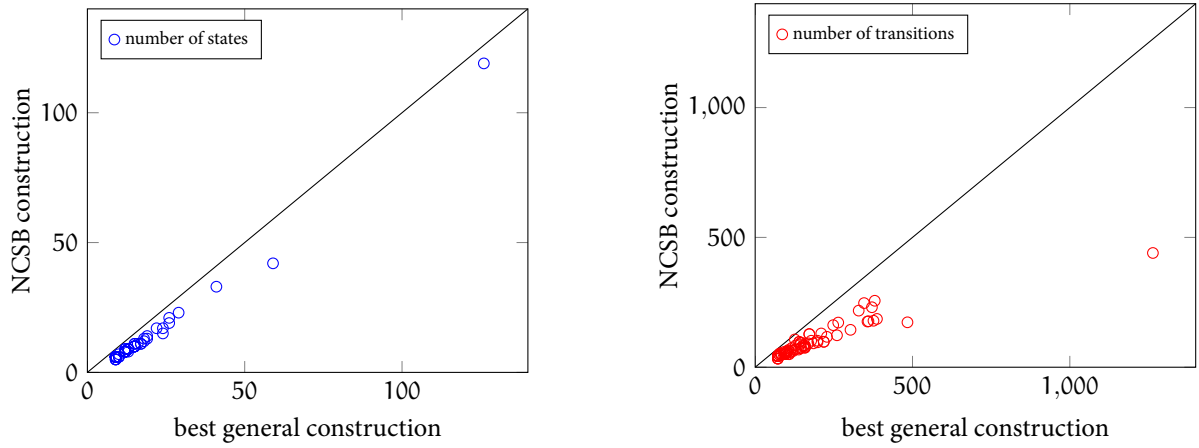 number of states
100
50
0
0
50
100
NCSB construction
best general construction
number of transitions
1,000
500
0
0
500
1,000
NCSB construction
best general construction